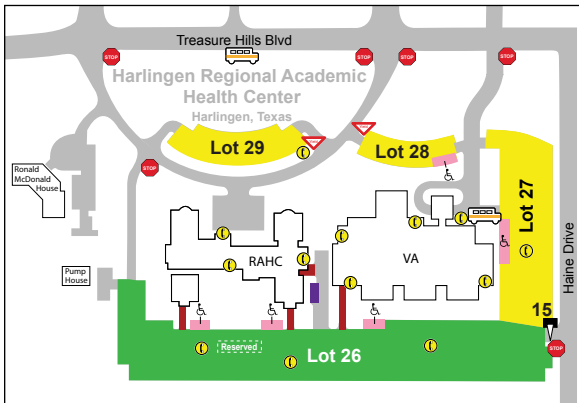 Treasure Hills Blvd
STOP
STOP
STOP
STOP
Harlingen Regional Academic
Health Center
Harlingen, Texas
Lot 29
Lot 28
STOP
Ronald
McDonald
House
Lot 27
Haine Drive
RAHC
VA
Pump
House
15
Reserved
Lot 26
STOP